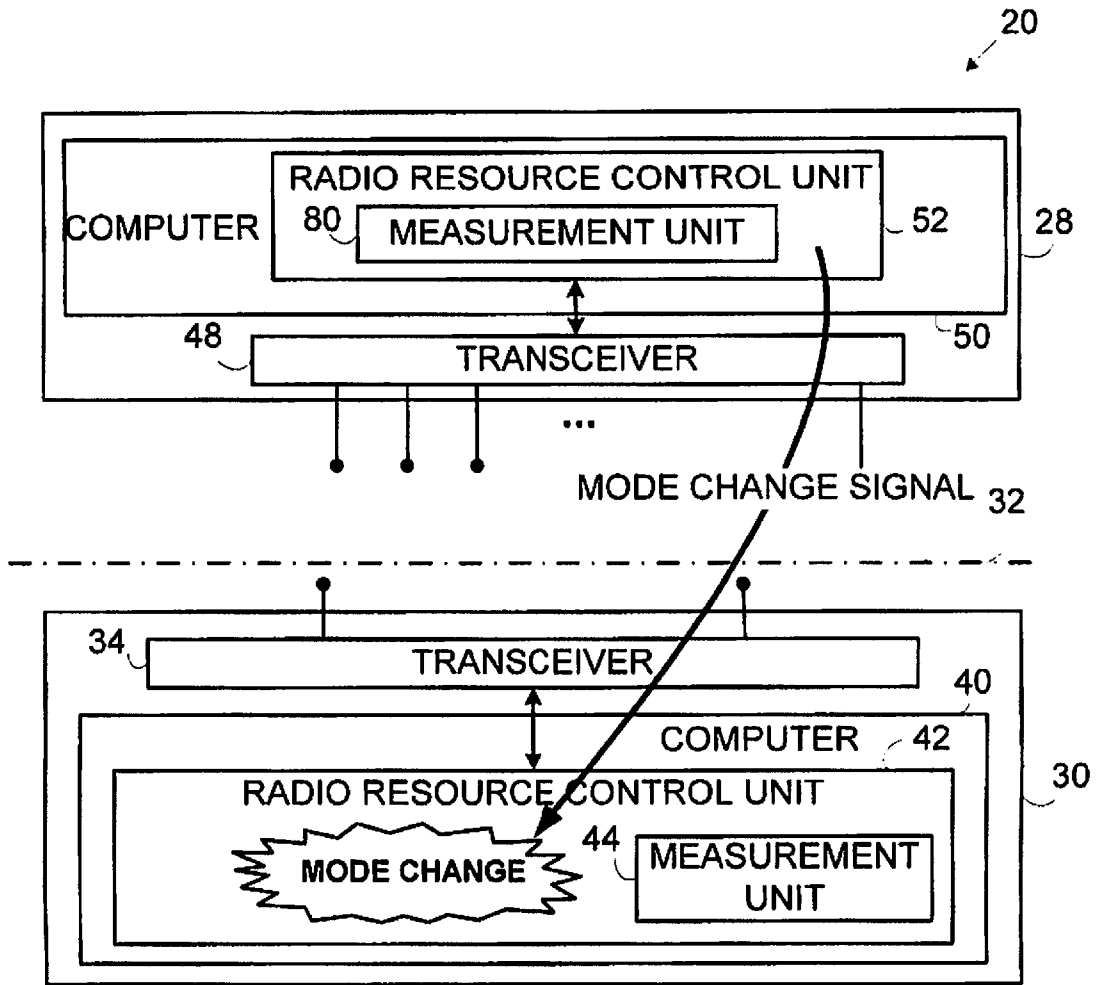 20
RADIO RESOURCE CONTROL UNIT
COMPUTER
80
MEASUREMENT UNIT
52
28
50
48
TRANSCEIVER
...
MODE CHANGE SIGNAL
32
34
TRANSCEIVER
40
COMPUTER
42
RADIO RESOURCE CONTROL UNIT
30
MODE CHANGE
44
MEASUREMENT
UNIT